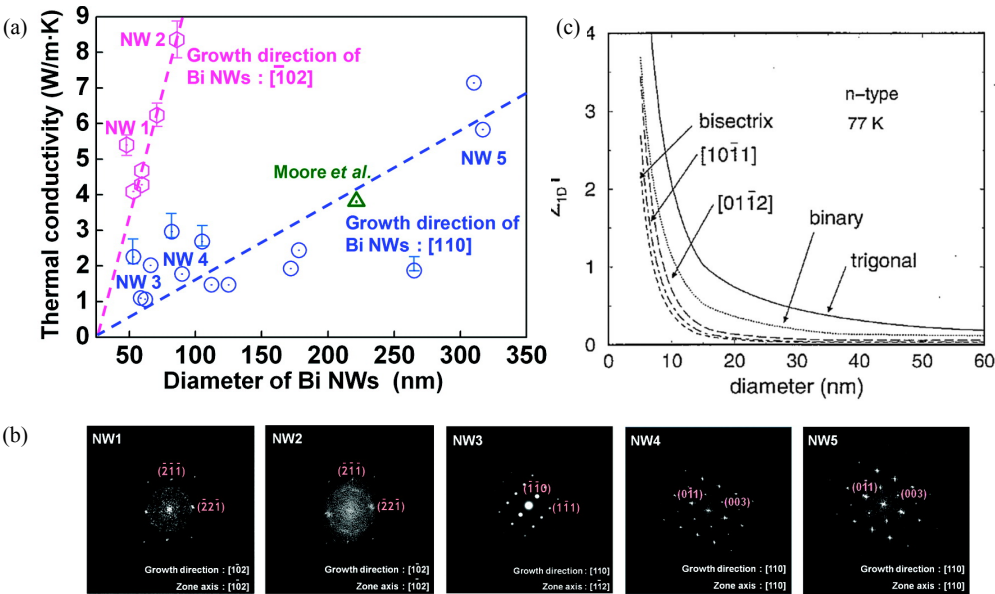 (a)
Thermal conductivity (W/m·K)
9
8
7
6
5
4
3
2
1
0
NW 2
Growth direction of
Bi NWs : [1̄02]
NW 1
Moore et al.
NW 5
Growth direction of
Bi NWs : [110]
NW 4
NW 3
50 100 150 200 250 300 350
Diameter of Bi NWs (nm)
(c)
4
3
2
1
0
n–type
77 K
bisectrix
[101̄1]
[011̄2]
binary
trigonal
0 10 20 30 40 50 60
diameter (nm)
(b)
NW1
(2̄1̄1̄)
(2̄21̄)
Growth direction : [1̄02]
Zone axis : [1̄02]
NW2
(2̄1̄1̄)
(2̄21̄)
Growth direction : [1̄02]
Zone axis : [1̄02]
NW3
(1̄1̄0)
(1̄1̄1)
Growth direction : [110]
Zone axis : [11̄2]
NW4
(01̄1)
(003)
Growth direction : [110]
Zone axis : [110]
NW5
(01̄1)
(003)
Growth direction : [110]
Zone axis : [110]